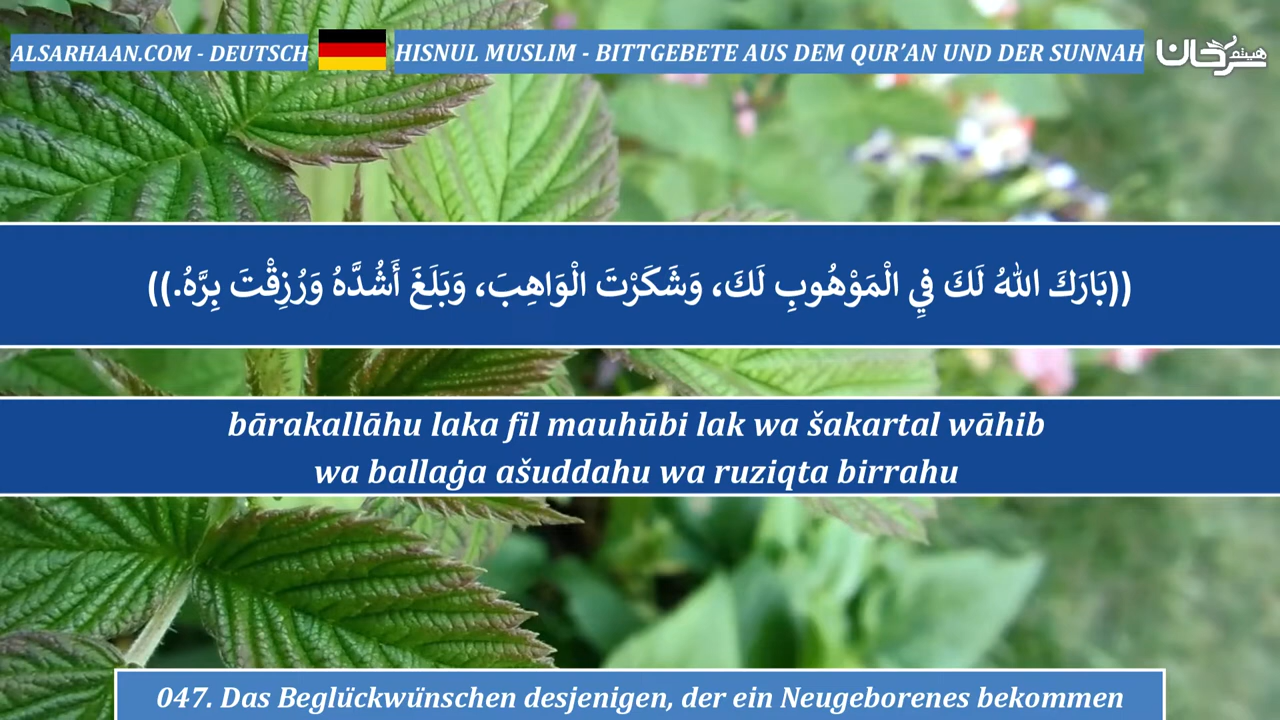 ALSARHAAN.COM - DEUTSCH HISNUL MUSLIM - BITTGEBETE AUS DEM QUR’AN UND DER SUNNAH
هيثم سرحان
((بَارَكَ اللهُ لَكَ فِي الْمَوْهُوبِ لَكَ، وَشَكَرْتَ الْوَاهِبَ، وَبَلَغَ أَشُدَّهُ وَرُزِقْتَ بِرَّهُ.))
bārakallāhu laka fil mauhūbi lak wa šakartal wāhib
wa ballaġa ašuddahu wa ruziqta birrahu
047. Das Beglückwünschen desjenigen, der ein Neugeborenes bekommen